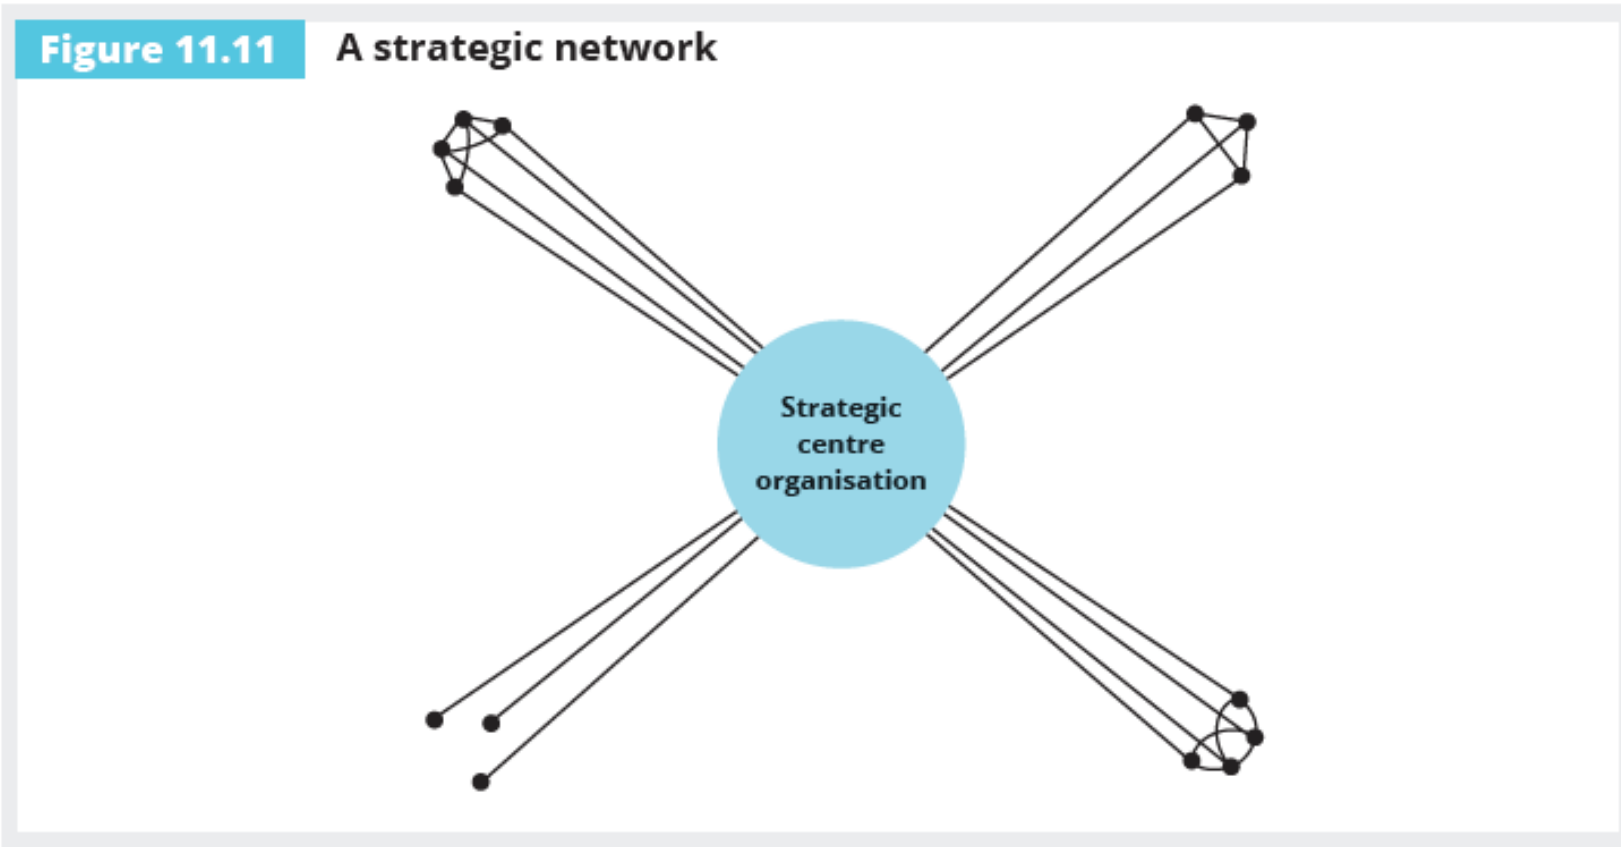 Figure 11.11 A strategic network
Strategic
centre
organisation